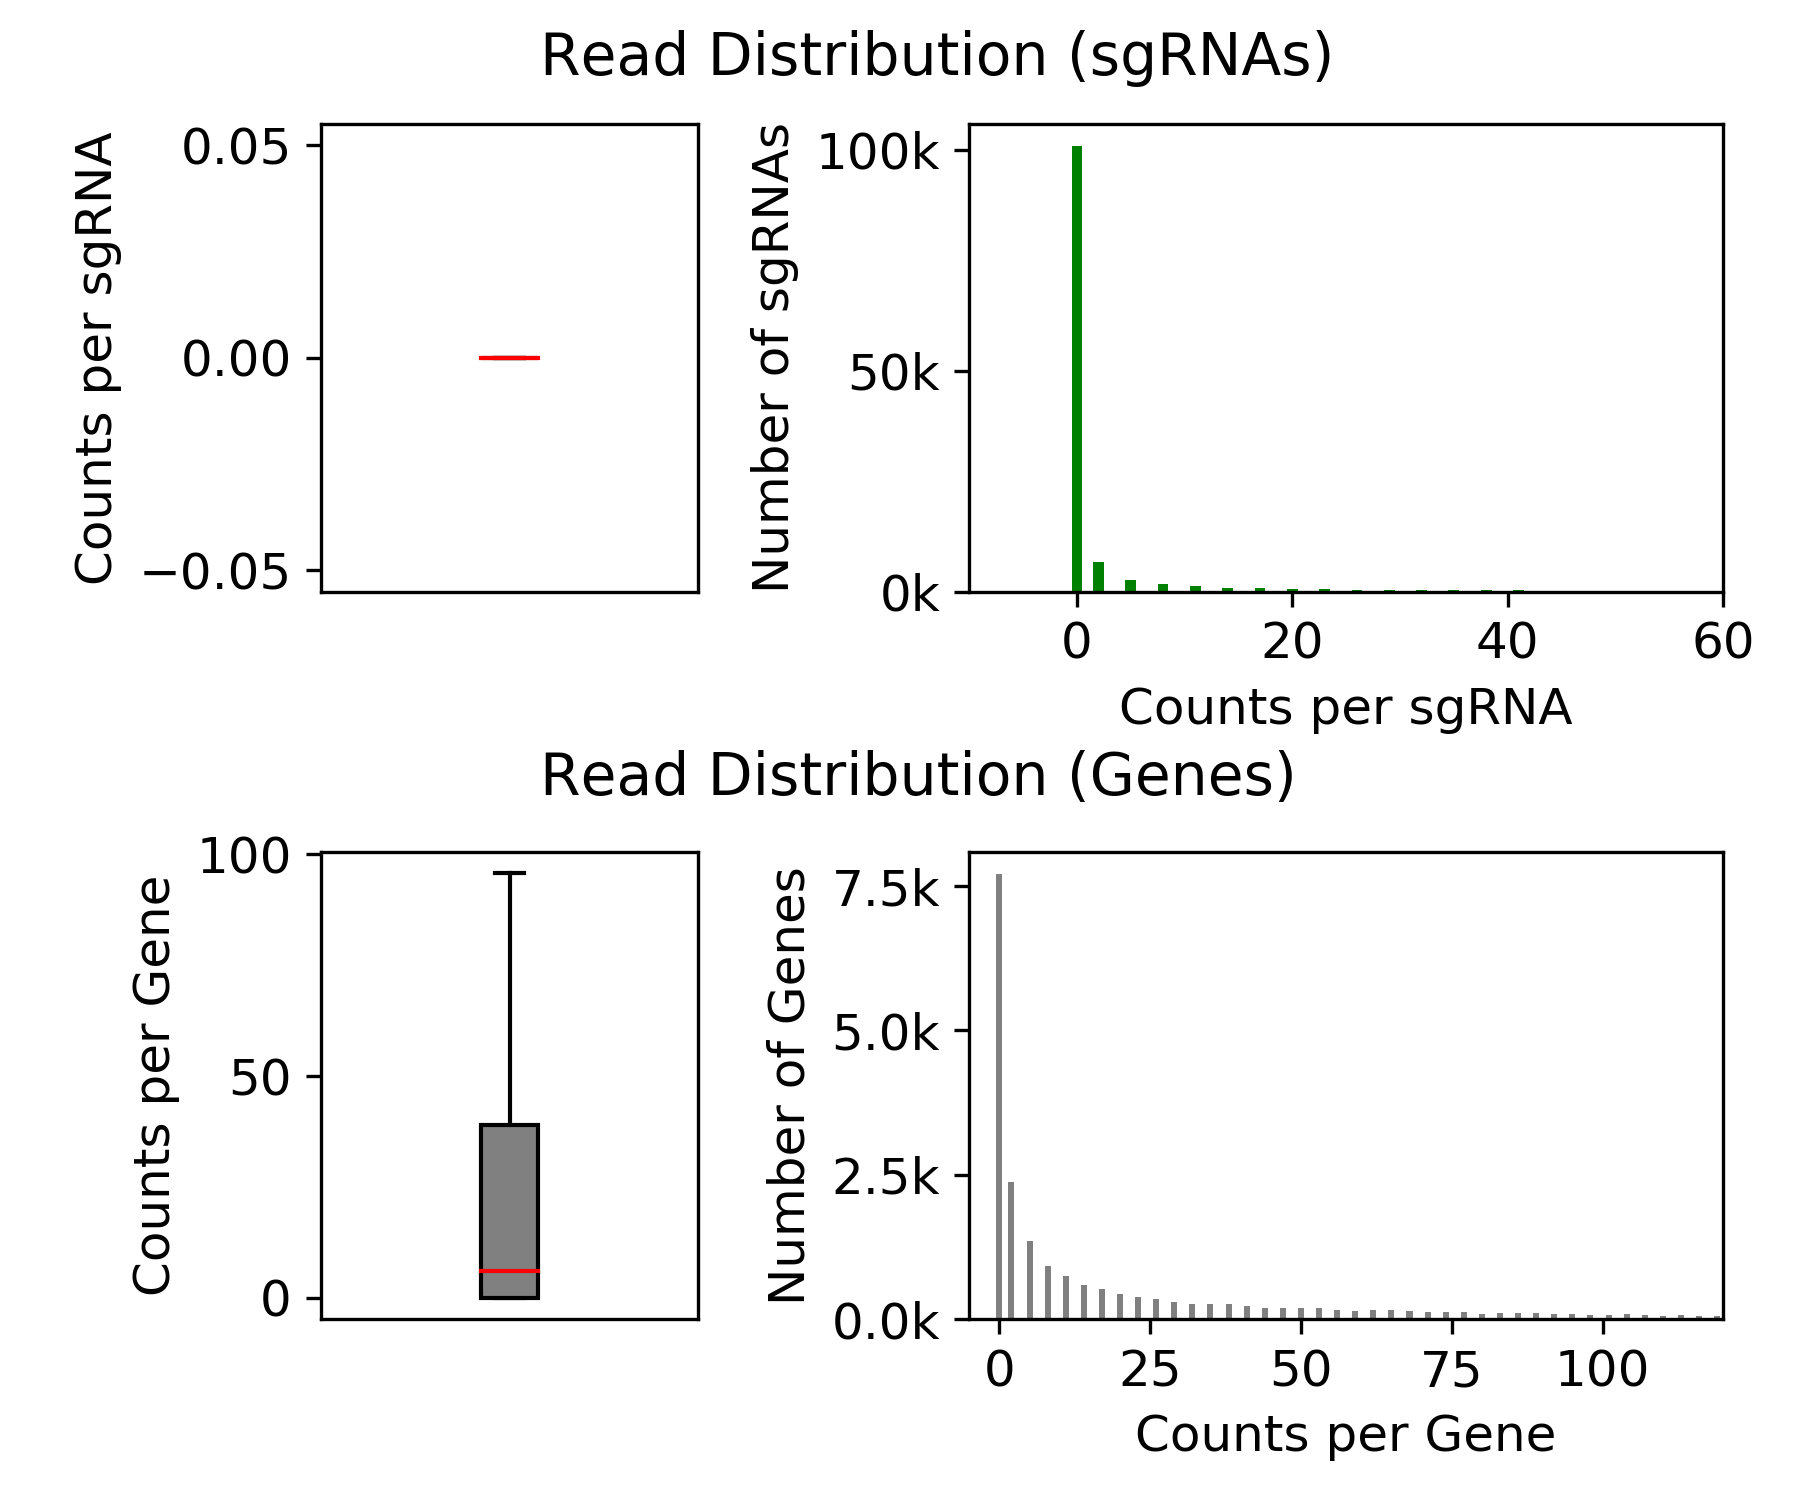 Read Distribution (sgRNAs)
Counts per sgRNA
0.05
0.00
−0.05
Number of sgRNAs
100k
50k
0k
0 20 40 60
Counts per sgRNA
Read Distribution (Genes)
Counts per Gene
100
50
0
Number of Genes
7.5k
5.0k
2.5k
0.0k
0 25 50 75 100
Counts per Gene